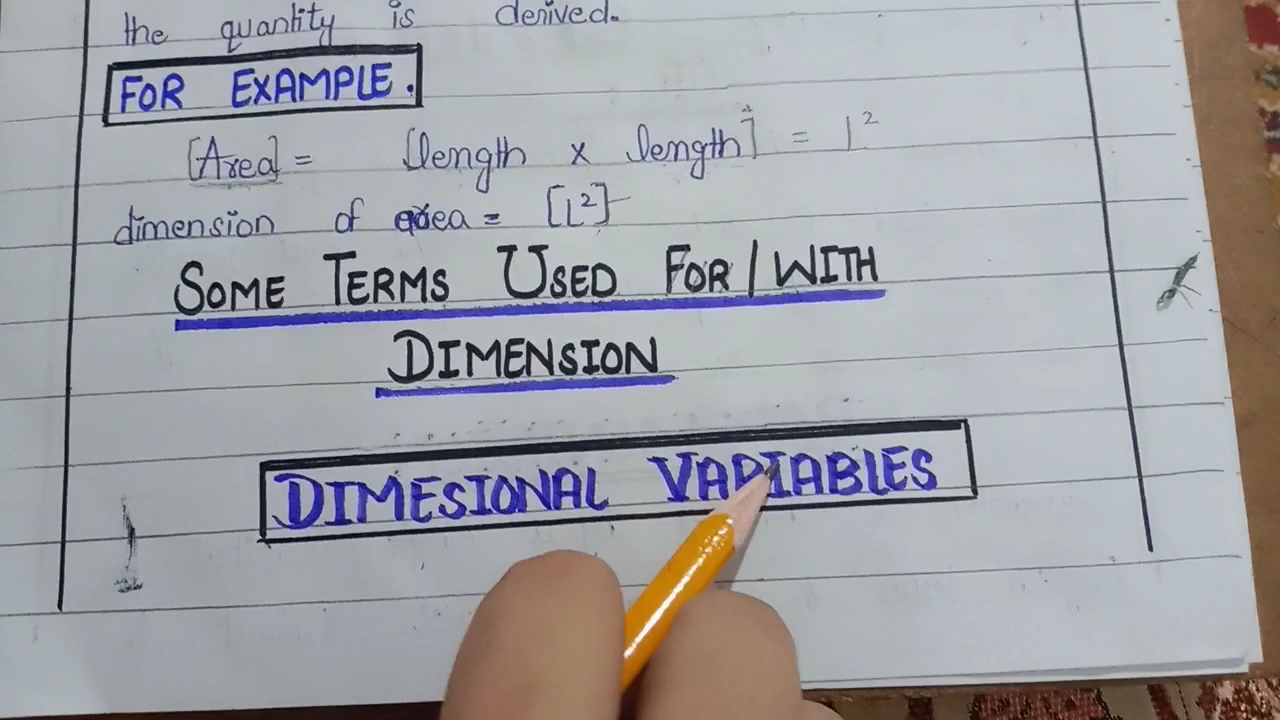 the quantity is derived.
FOR EXAMPLE.
[Area] = [length x length] = L²
dimension of area = [L²]
SOME TERMS USED FOR/WITH
DIMENSION
DIMESIONAL VARIABLES